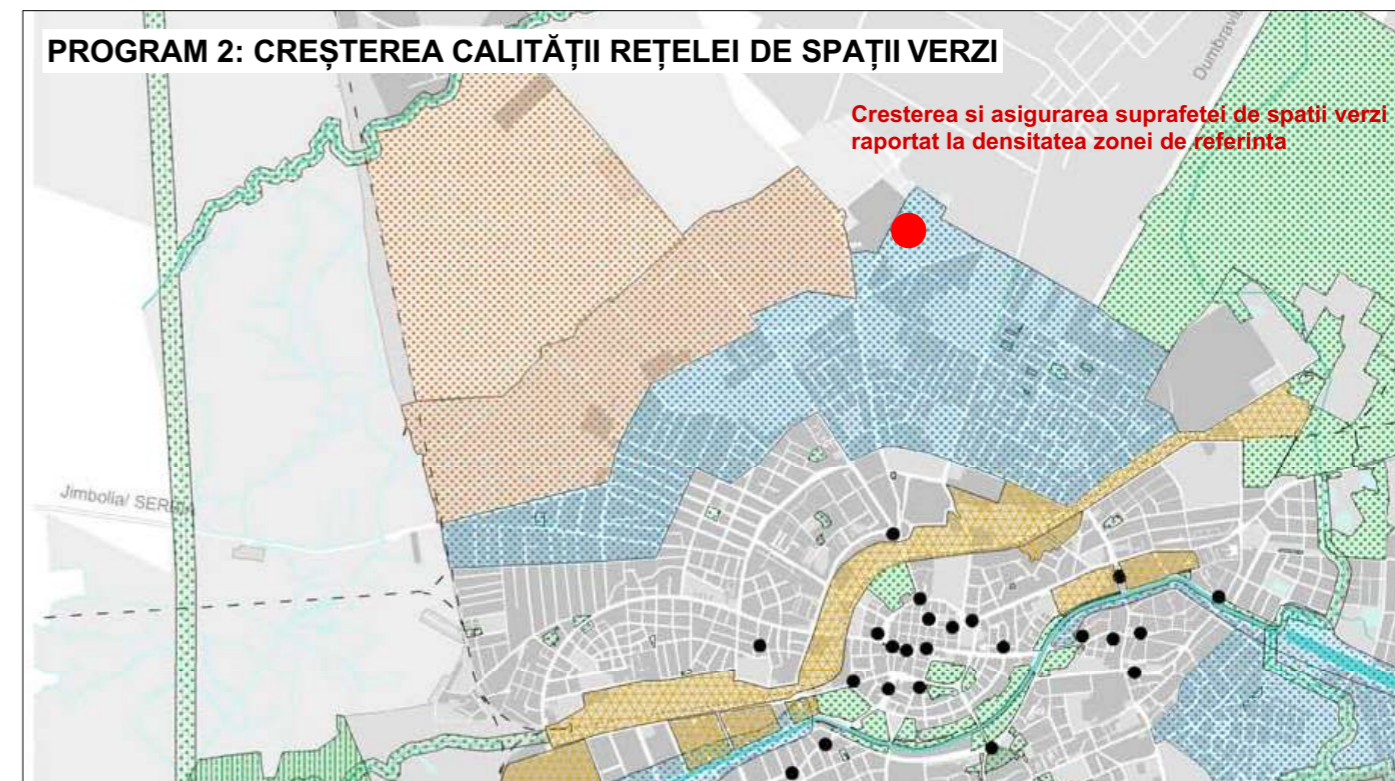 PROGRAM 2: CREȘTEREA CALITĂȚII REȚELEI DE SPAȚII VERZI
Dumbravi
Cresterea si asigurarea suprafetei de spatii verzi
raportat la densitatea zonei de referinta
Jimbolia/